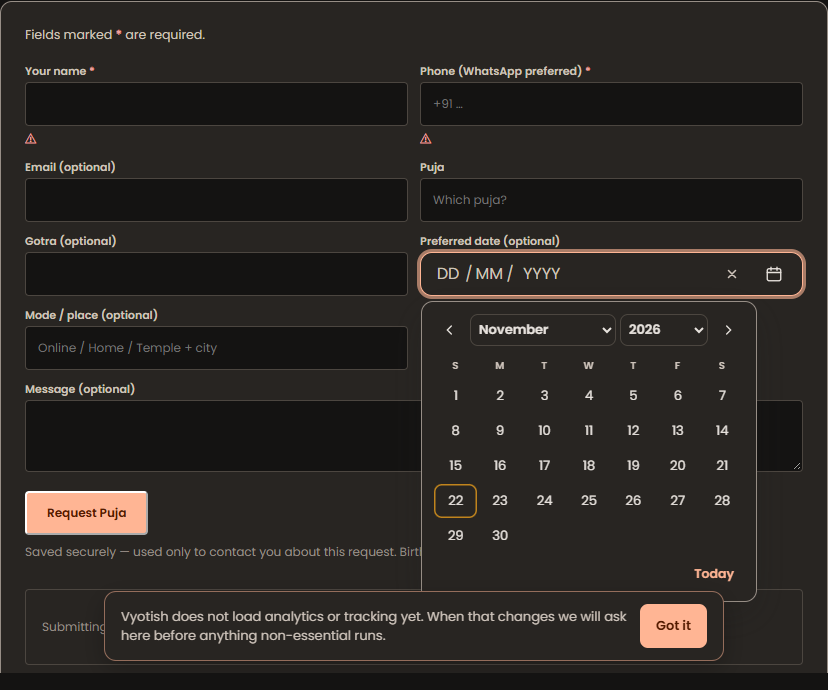 Fields marked * are required.
Your name *
Phone (WhatsApp preferred) *
+91 ...
Email (optional)
Puja
Which puja?
Gotra (optional)
Preferred date (optional)
DD / MM / YYYY
Mode / place (optional)
Online / Home / Temple + city
November 2026
S M T W T F S
1 2 3 4 5 6 7
8 9 10 11 12 13 14
15 16 17 18 19 20 21
22 23 24 25 26 27 28
29 30
Today
Message (optional)
Request Puja
Saved securely — used only to contact you about this request.
Submitting
Vyotish does not load analytics or tracking yet. When that changes we will ask
here before anything non-essential runs.
Got it